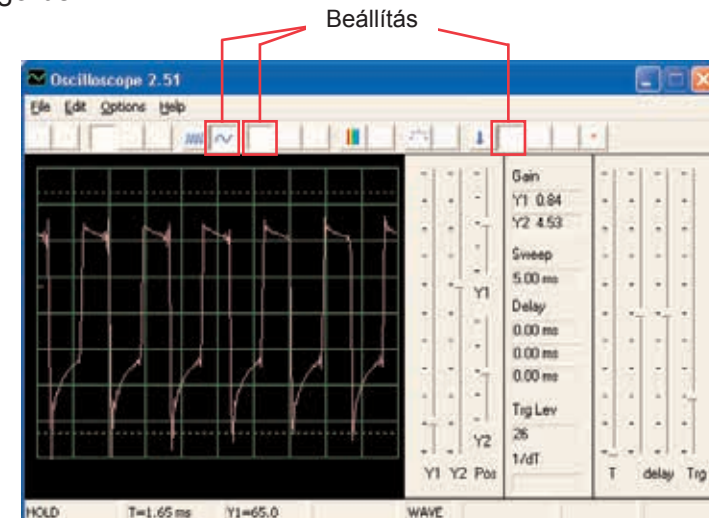 Beállítás
Oscilloscope 2.51
File Edit Options Help
Gain
Y1 0.84
Y2 4.53
Sweep
5.00 ms
Y1
Delay
0.00 ms
0.00 ms
0.00 ms
Trg Lev
26
Y2
1/dT
Y1 Y2 Pos
T delay Trg
HOLD T=1.65 ms Y1=65.0 WAVE